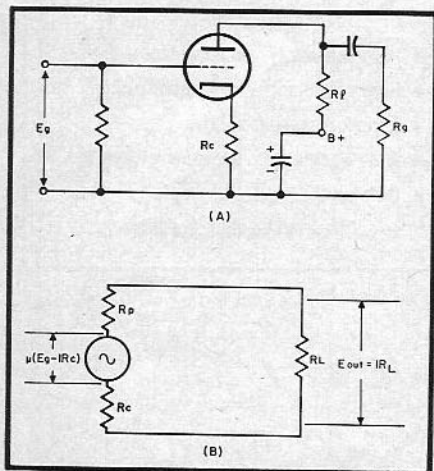 Eg
Rc
Rℓ
B+
Rg
+
-
(A)
Rp
μ(Eg-IRc)
Rc
RL
Eout = IRL
(B)